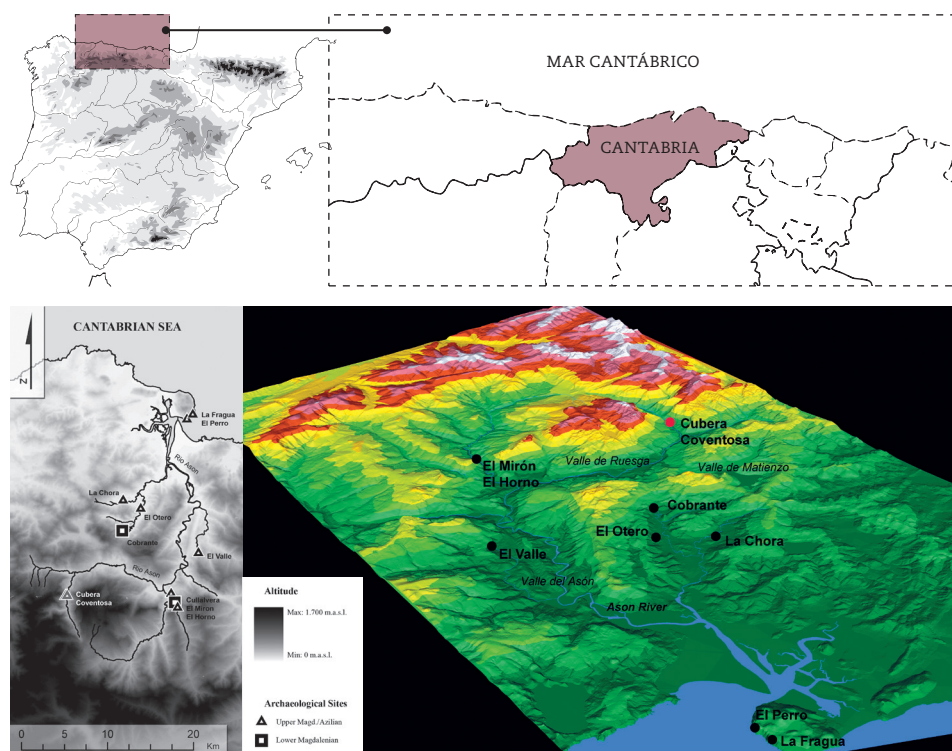 MAR CANTÁBRICO
CANTABRIA
CANTABRIAN SEA
N
La Fragua
El Perro
Río Asón
La Chora
El Otero
Cobrante
El Valle
Río Asón
Cubera
Coventosa
Cullalvera
El Miron
El Horno
0 5 10 20
Km
Altitude
Max: 1.700 m.a.s.l.
Min: 0 m.a.s.l.
Archaeological Sites
Upper Magd./Azilian
Lower Magdalenian
Cubera
Coventosa
El Mirón
El Horno
Valle de Ruesga
Valle de Matienzo
Cobrante
El Otero
La Chora
El Valle
Valle del Asón
Ason River
El Perro
La Fragua